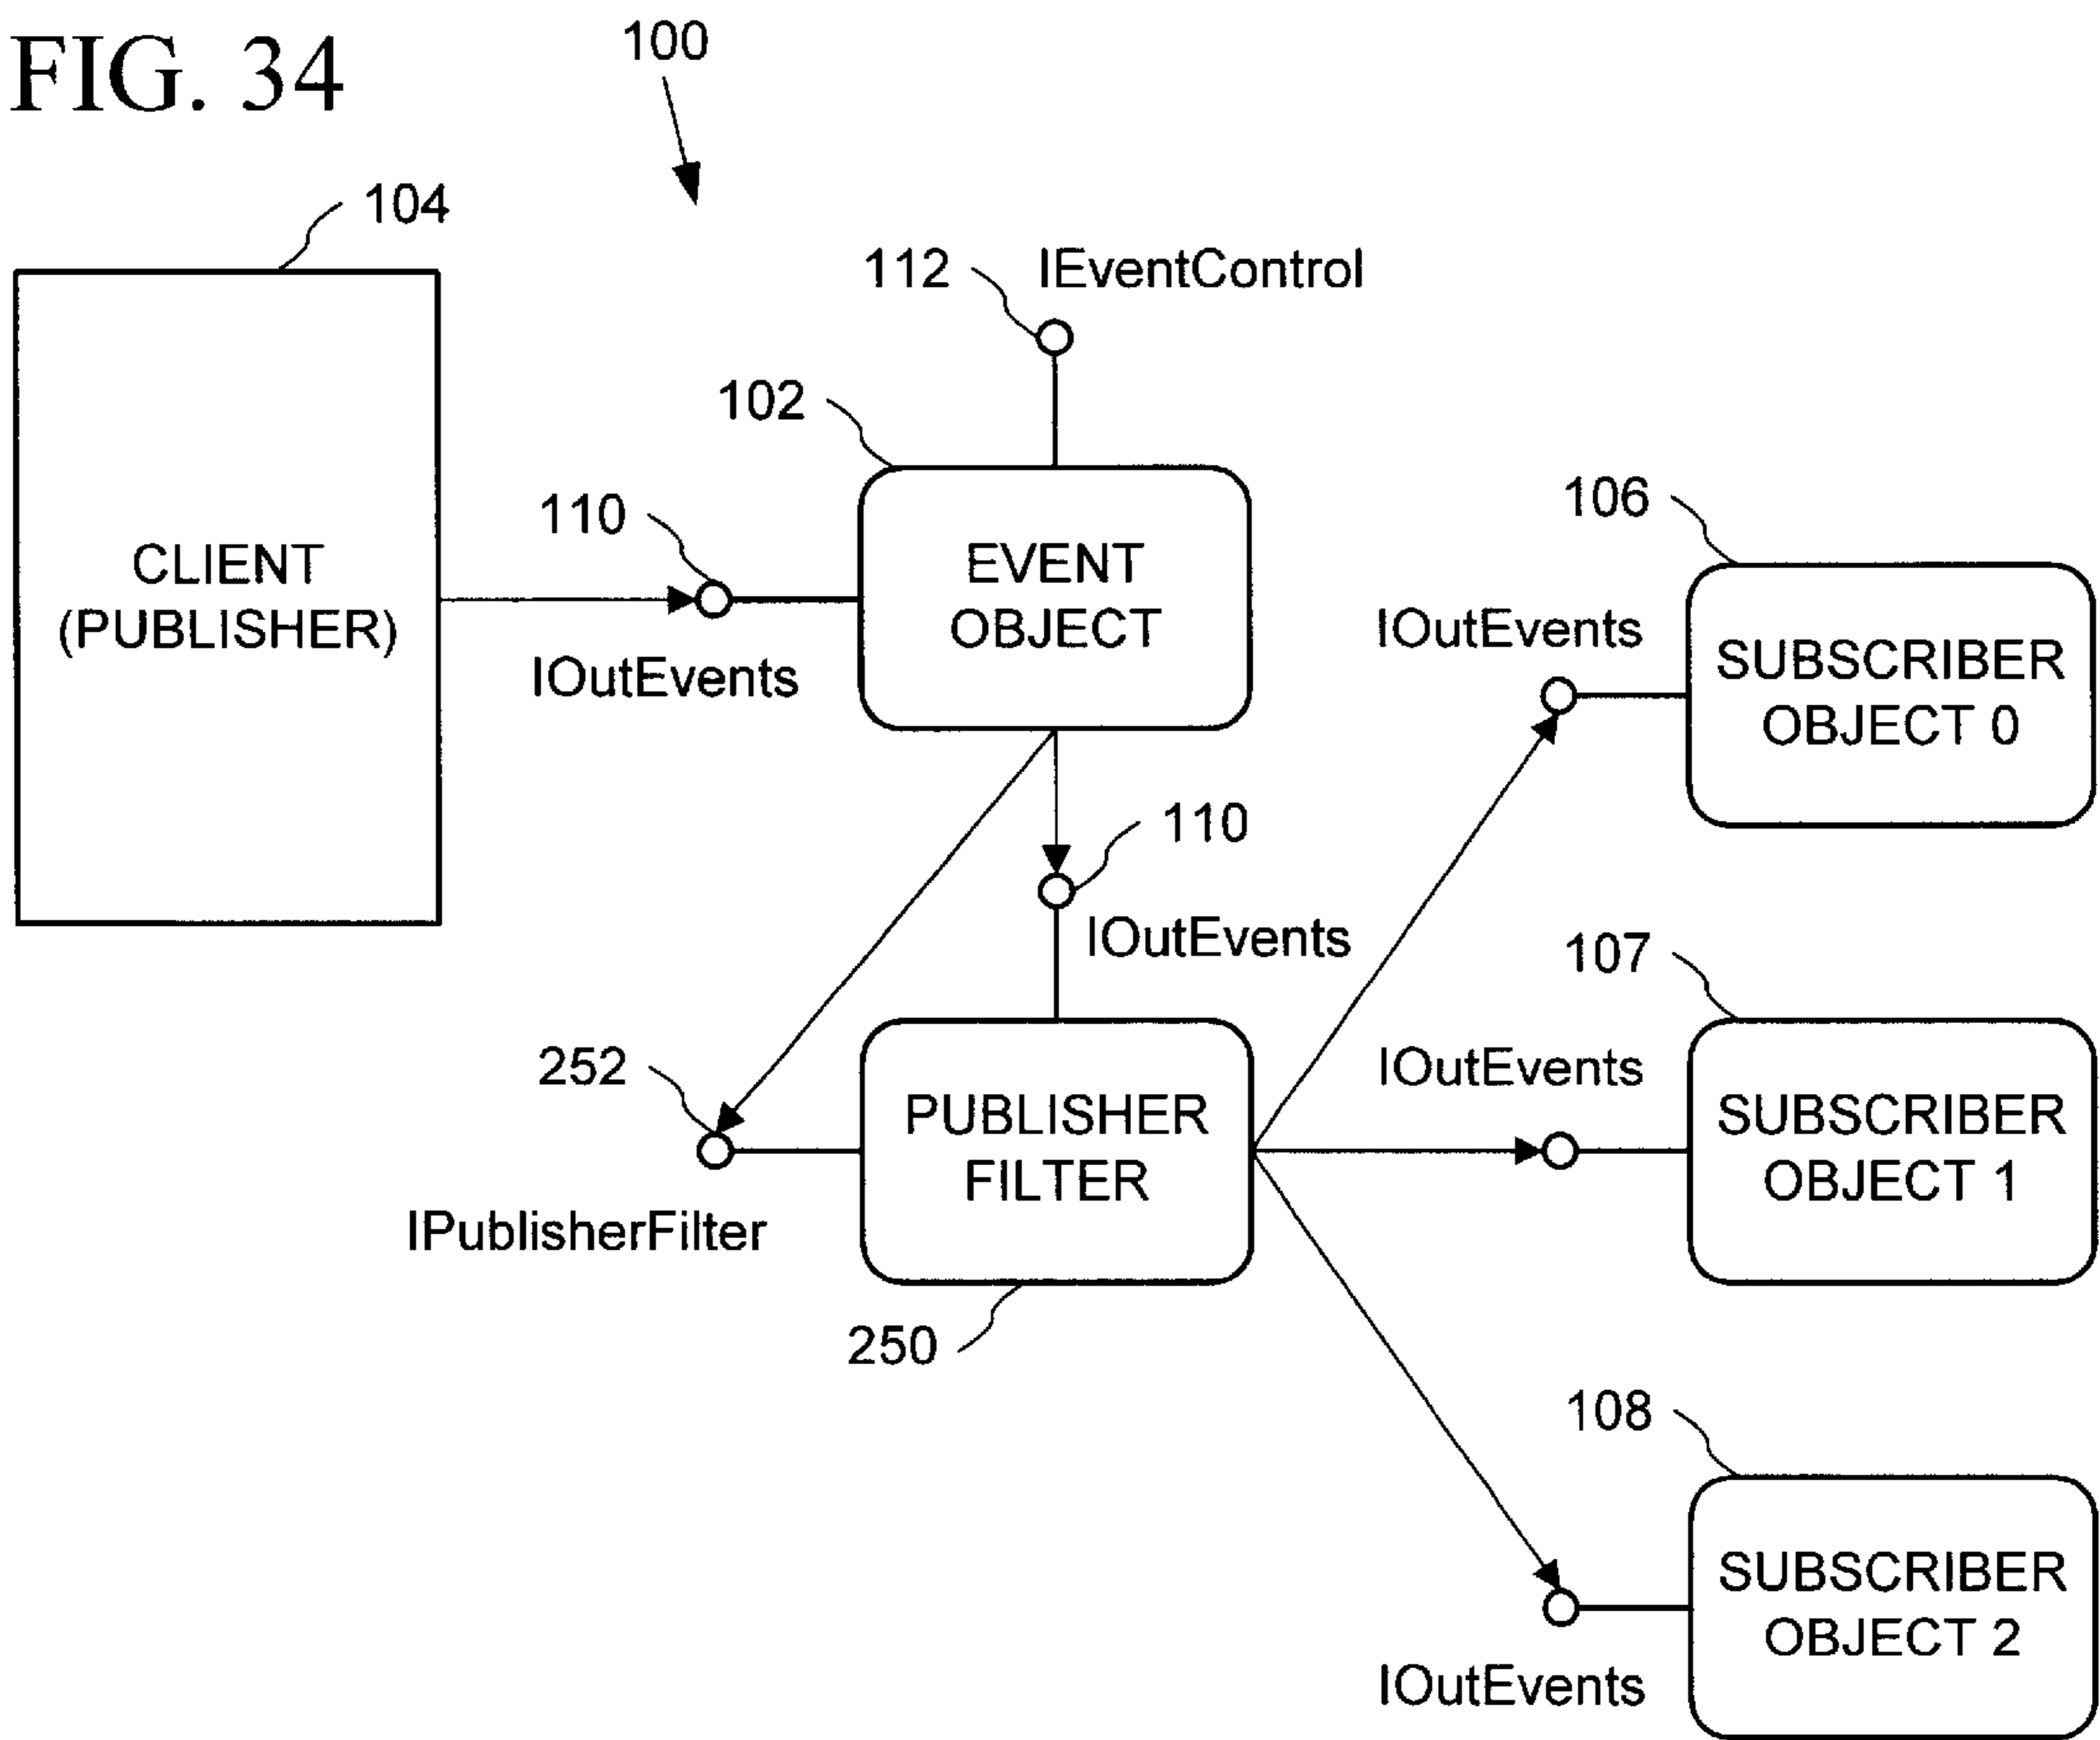 FIG. 34
100
104
112
IEventControl
102
110
CLIENT
(PUBLISHER)
IOutEvents
EVENT
OBJECT
106
IOutEvents
SUBSCRIBER
OBJECT 0
110
IOutEvents
107
252
IPublisherFilter
PUBLISHER
FILTER
250
IOutEvents
SUBSCRIBER
OBJECT 1
108
IOutEvents
SUBSCRIBER
OBJECT 2